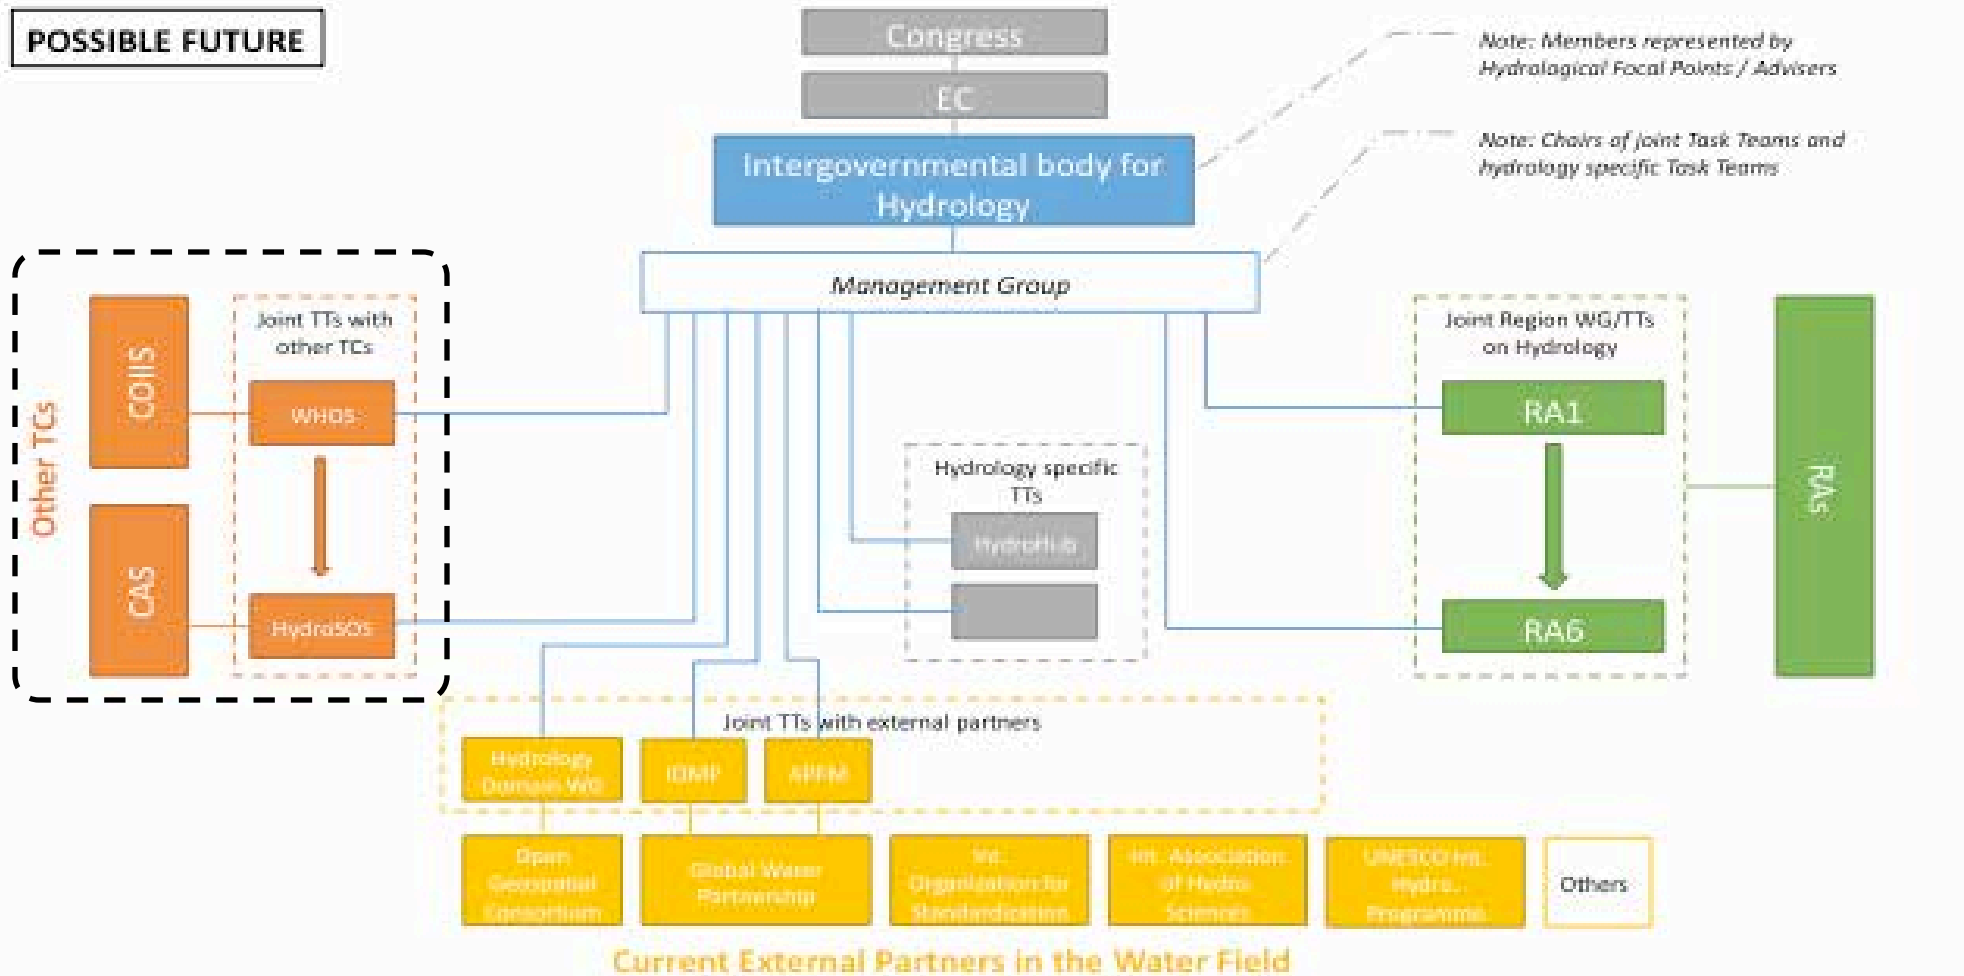 POSSIBLE FUTURE
Congress
EC
Intergovernmental body for
Hydrology
Note: Members represented by
Hydrological Focal Points / Advisers
Note: Chairs of joint Task Teams and
hydrology specific Task Teams
Management Group
Other TCs
COIIS
CAS
Joint TTs with
other TCs
WHOS
HydroSOS
Hydrology specific
TTs
HydroHub
Joint Region WG/TTs
on Hydrology
RA1
RA6
RAs
Joint TTs with external partners
Hydrology
Domain WG
IDMP
APFM
Open
Geospatial
Consortium
Global Water
Partnership
Int.
Organization for
Standardization
Int. Association
of Hydro.
Sciences
UNESCO Int.
Hydro.
Programme
Others
Current External Partners in the Water Field